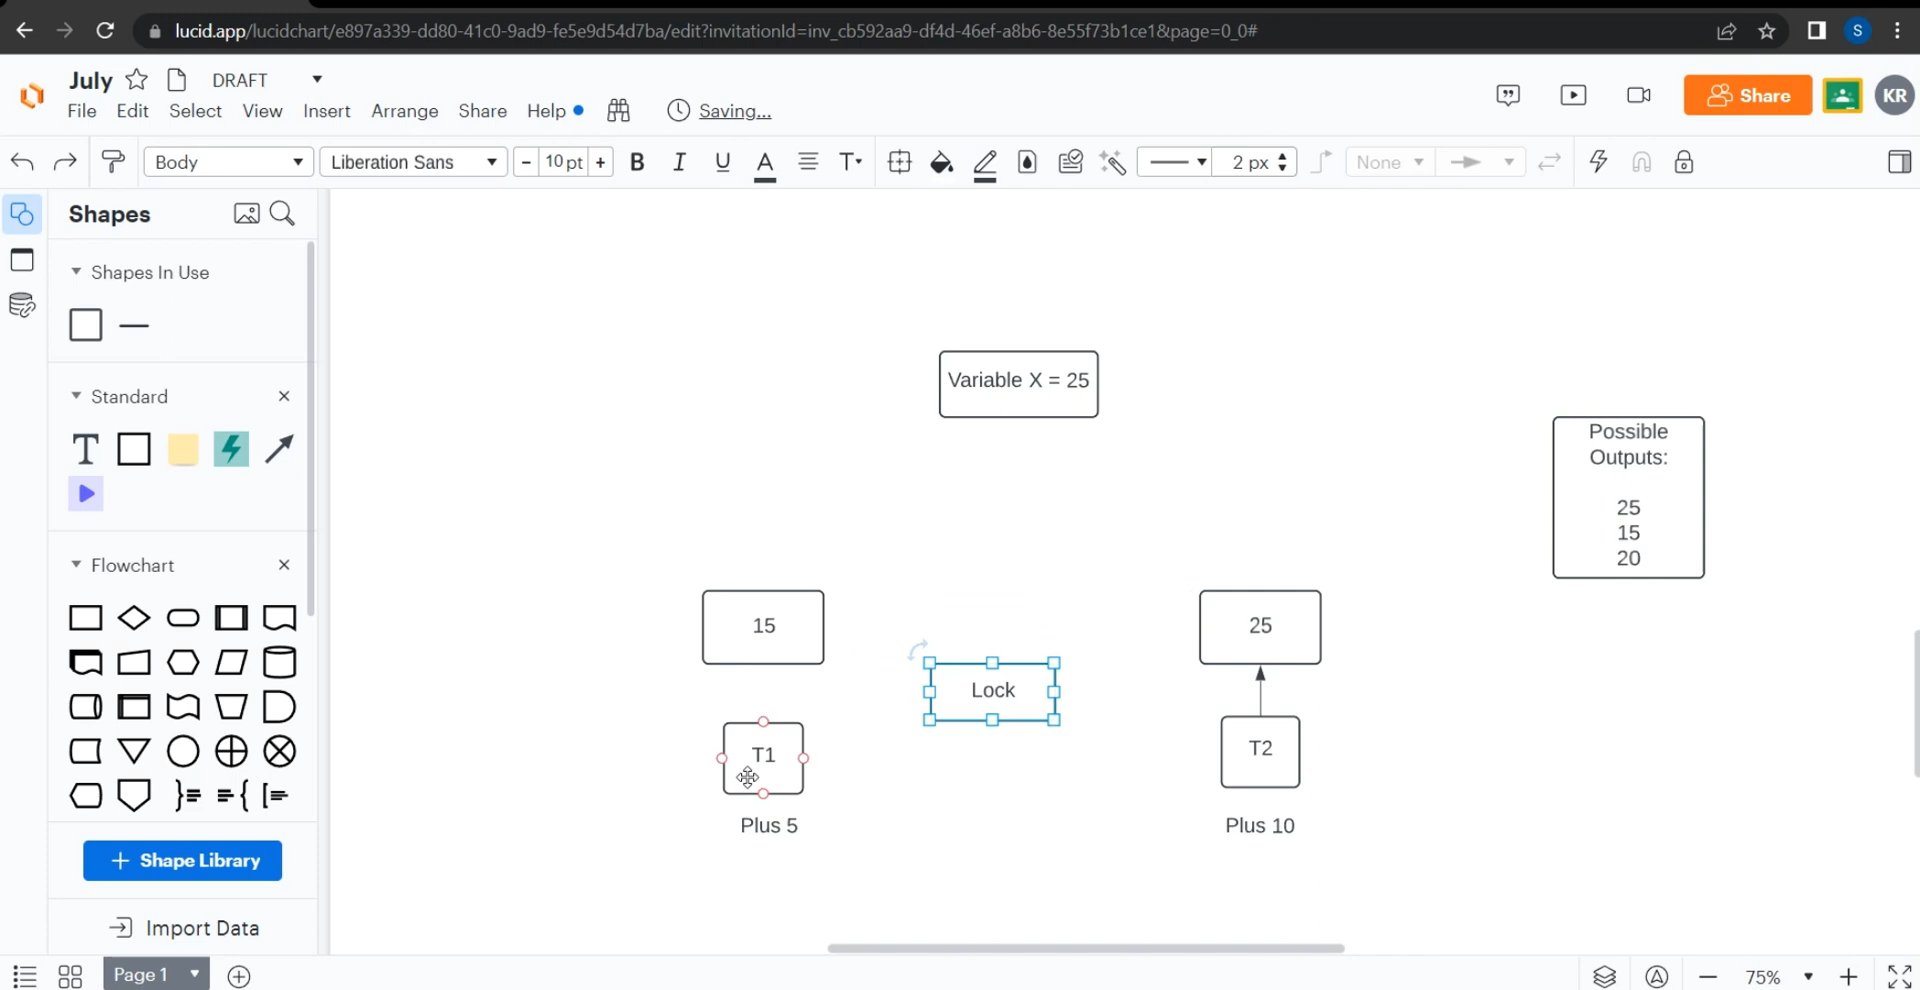 lucid.app/lucidchart/e897a339-dd80-41c0-9ad9-fe5e9d54d7ba/edit?invitationId=inv_cb592aa9-df4d-46ef-a8b6-8e55f73b1ce1&page=0_0#
S
July DRAFT
File Edit Select View Insert Arrange Share Help Saving...
Share
KR
Body Liberation Sans - 10 pt + B I U A T 2 px None
Shapes
Shapes In Use
Standard
T
Flowchart
+ Shape Library
Import Data
Variable X = 25
Possible
Outputs:
25
15
20
15
25
Lock
T1
T2
Plus 5
Plus 10
Page 1
75%